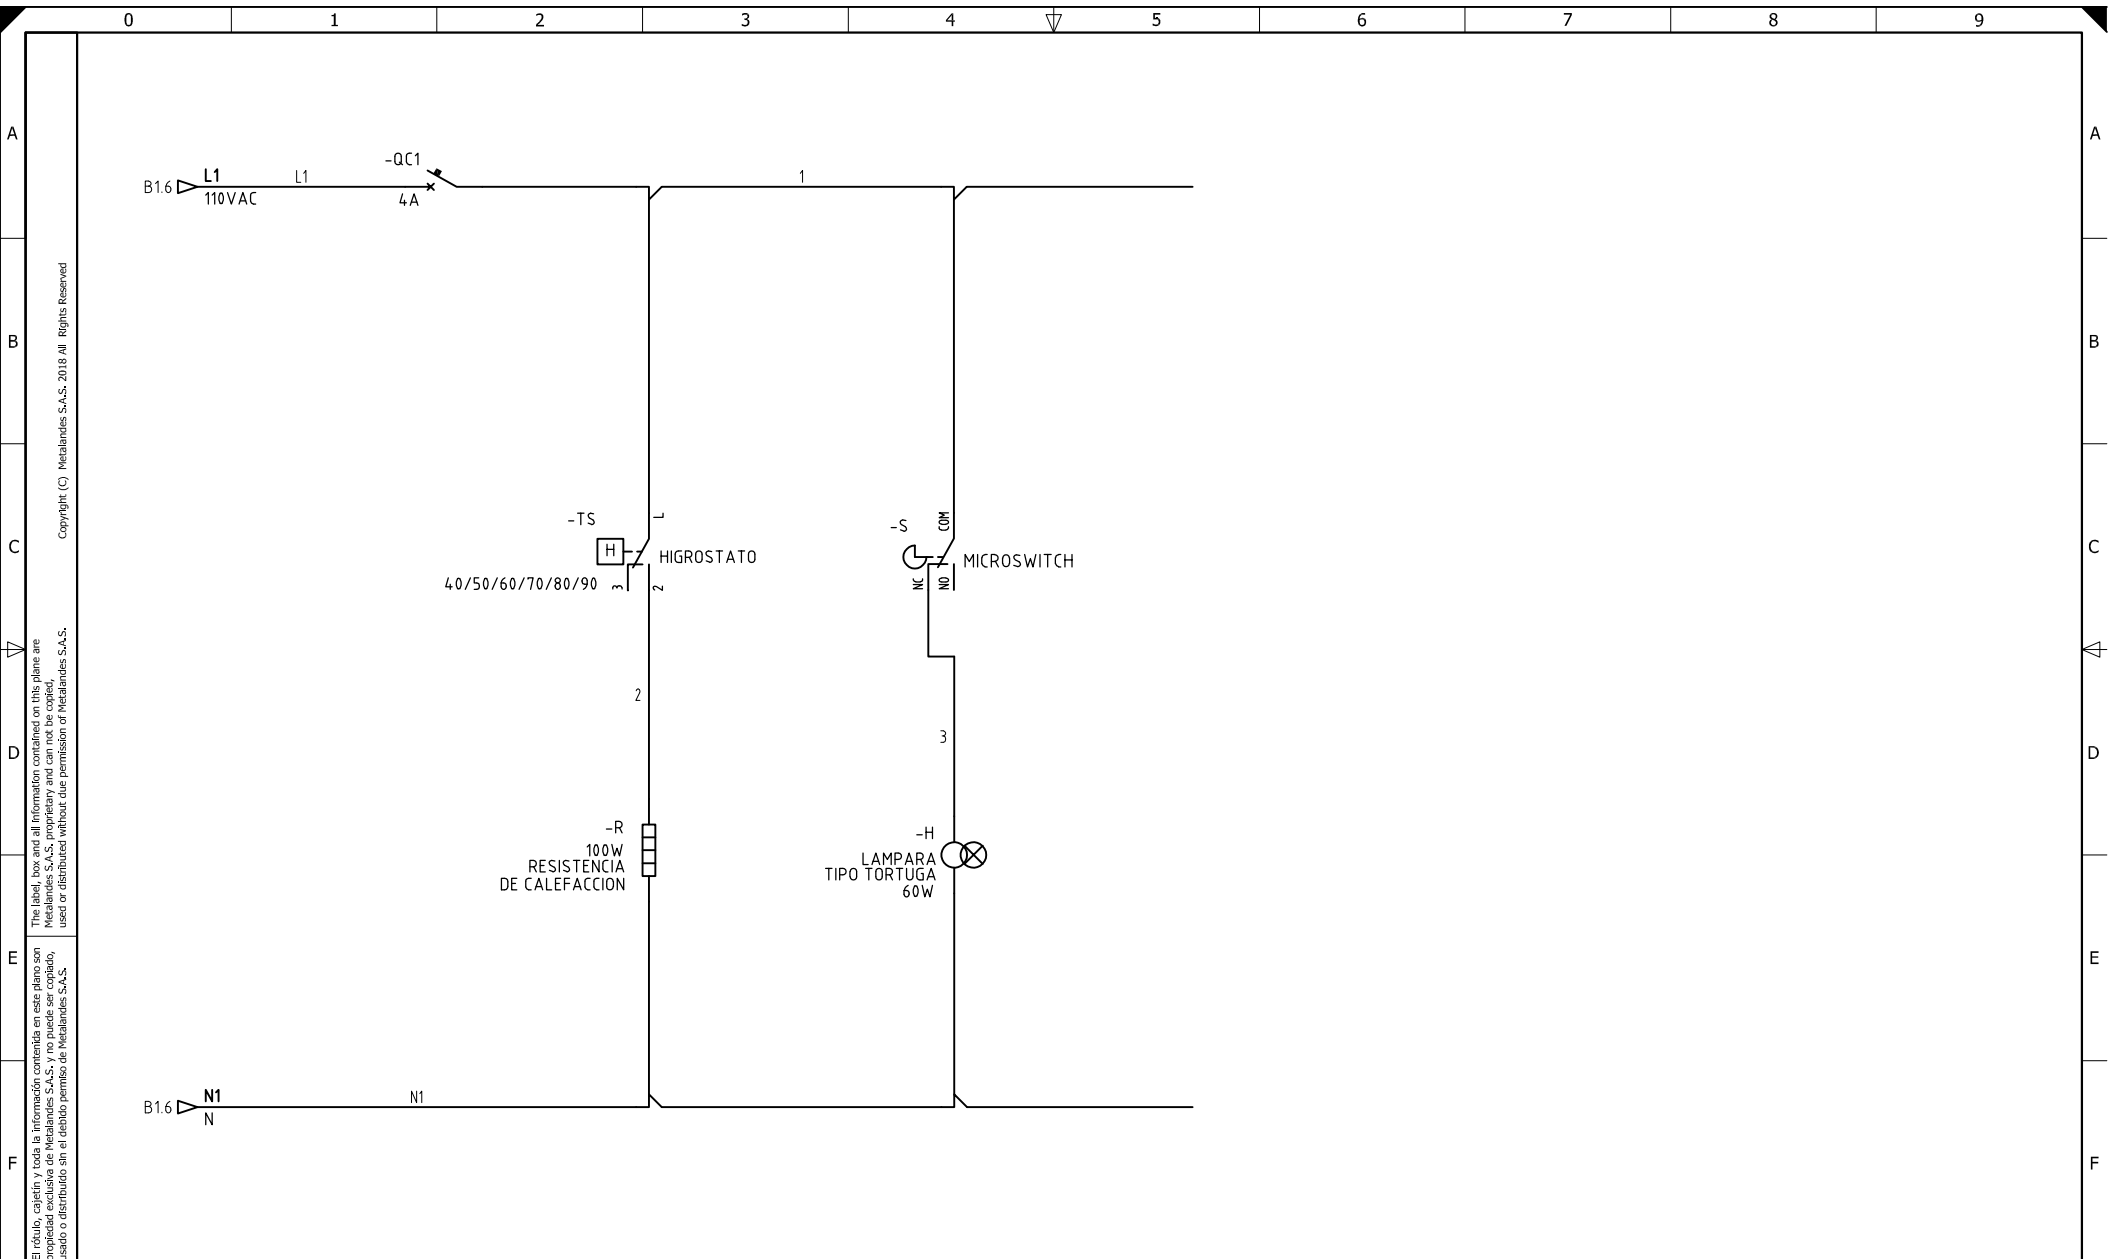 0 1 2 3 4 5 6 7 8 9
A A
-QC1
B1.6 L1 L1 1
110VAC 4A
B B
Copyright (C) Metalandes S.A.S. 2018 All Rights Reserved
-TS L
-S COM
C C
H HIGROSTATO
MICROSWITCH
40/50/60/70/80/90 3 2
NC NO
The label, box and all information contained on this plane are
Metalandes S.A.S. proprietary and can not be copied,
used or distributed without due permission of Metalandes S.A.S.
2
3
D D
-R
100W
RESISTENCIA
DE CALEFACCION
-H
LAMPARA
TIPO TORTUGA
60W
E E
El rótulo, cajetín y toda la información contenida en este plano son
propiedad exclusiva de Metalandes S.A.S. y no puede ser copiado,
usado o distribuido sin el debido permiso de Metalandes S.A.S.
B1.6 N1 N1
N
F F